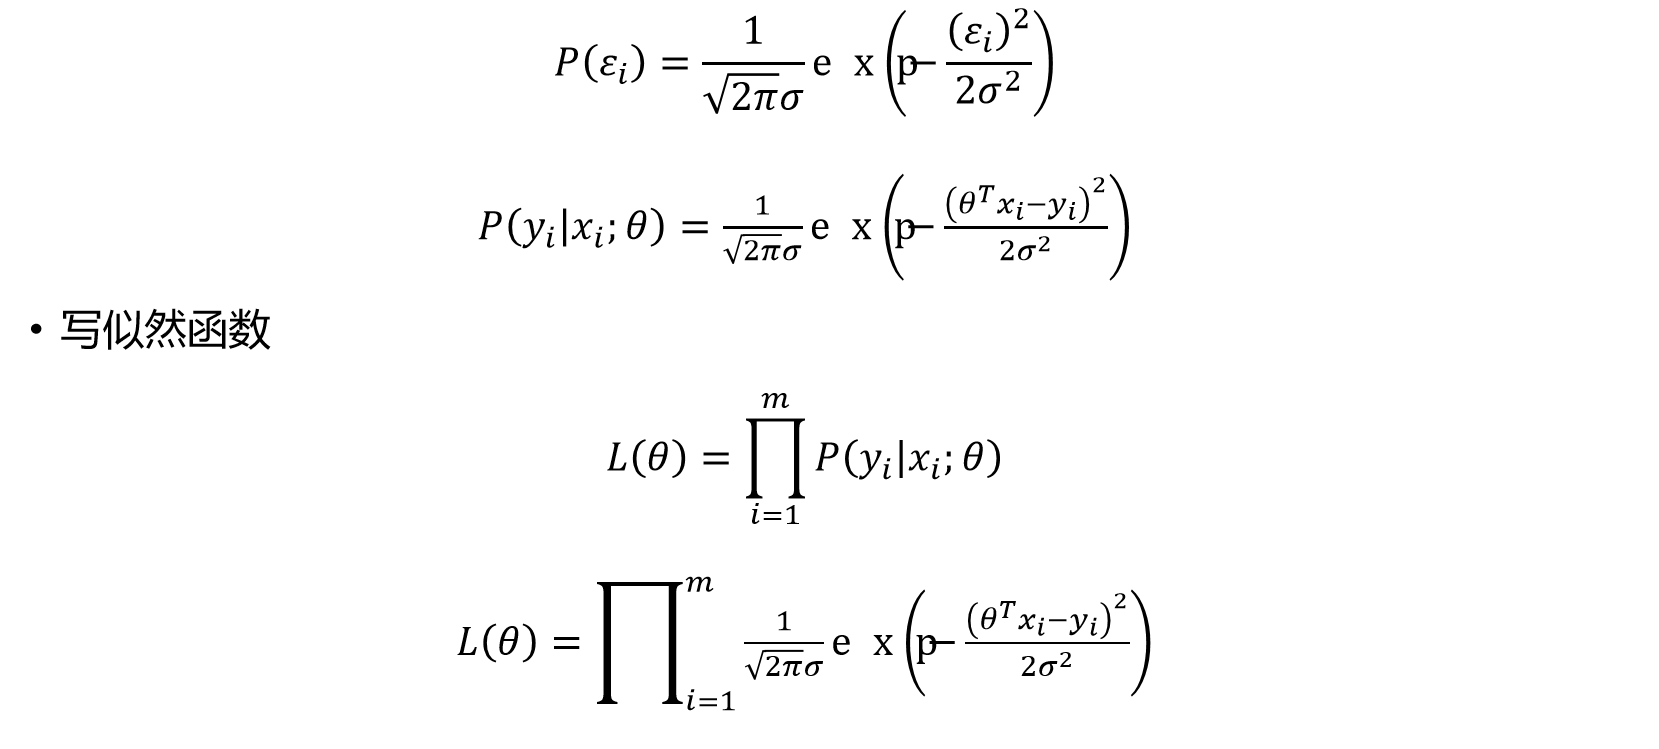 P(εᵢ) = 1/(√(2π)σ) exp(−(εᵢ)²/(2σ²))
P(yᵢ|xᵢ; θ) = 1/(√(2π)σ) exp(−(θᵀxᵢ−yᵢ)²/(2σ²))
• 写似然函数
L(θ) = ∏ᵢ₌₁ᵐ P(yᵢ|xᵢ; θ)
L(θ) = ∏ᵢ₌₁ᵐ 1/(√(2π)σ) exp(−(θᵀxᵢ−yᵢ)²/(2σ²))